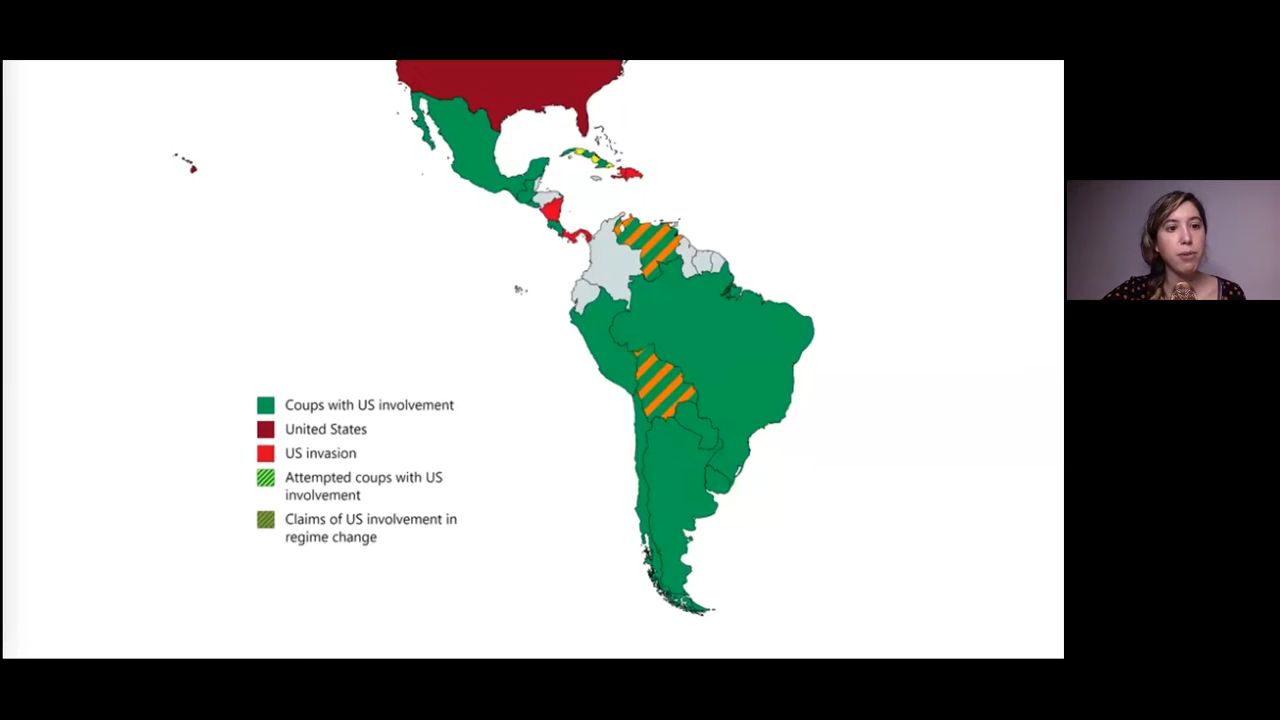 Coups with US involvement
United States
US invasion
Attempted coups with US
involvement
Claims of US involvement in
regime change